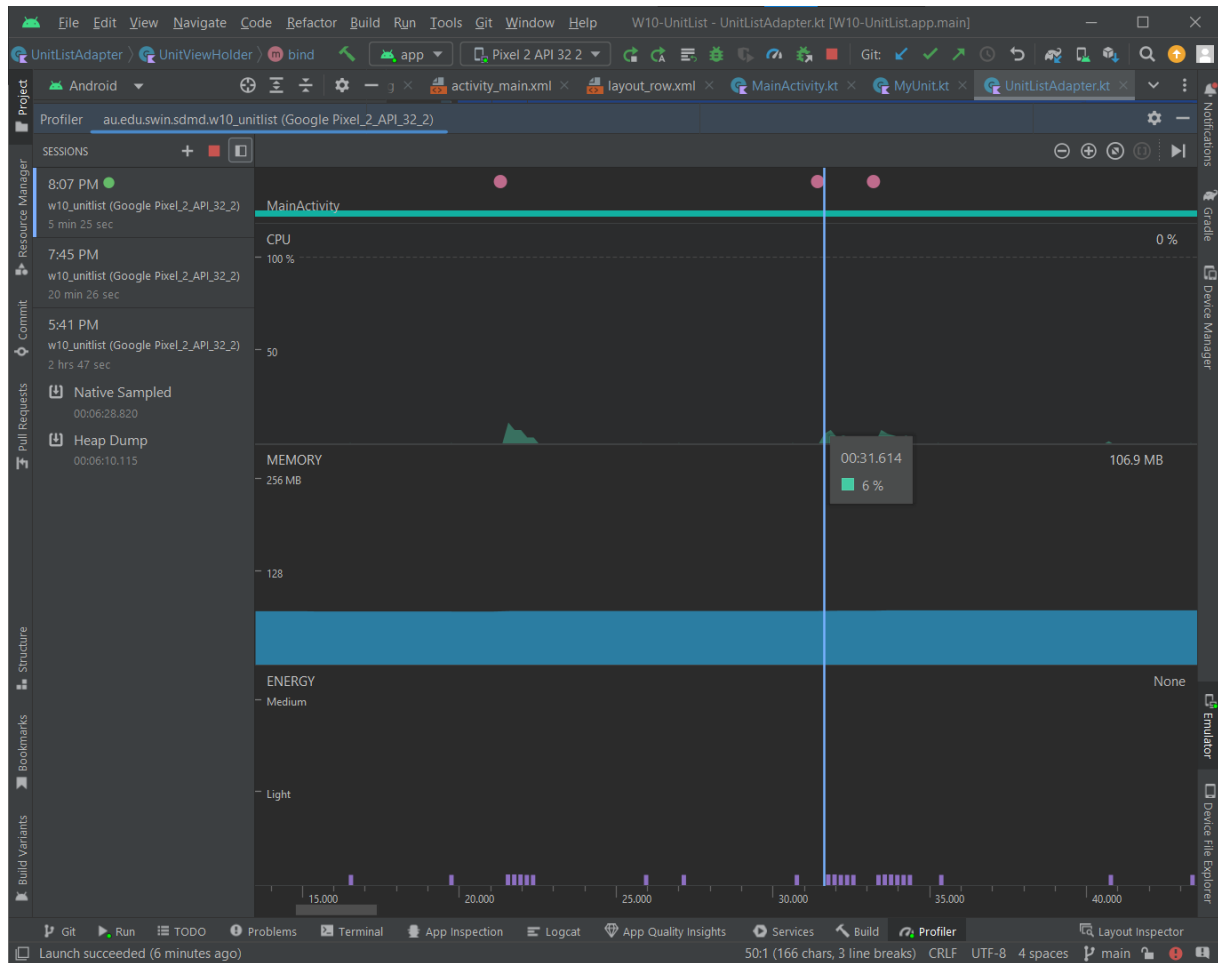 File Edit View Navigate Code Refactor Build Run Tools Git Window Help W10-UnitList - UnitListAdapter.kt [W10-UnitList.app.main]
UnitListAdapter UnitViewHolder bind app Pixel 2 API 32 2 Git:
Android activity_main.xml layout_row.xml MainActivity.kt MyUnit.kt UnitListAdapter.kt
Profiler au.edu.swin.sdmd.w10_unitlist (Google Pixel_2_API_32_2)
SESSIONS
8:07 PM
w10_unitlist (Google Pixel_2_API_32_2)
5 min 25 sec
7:45 PM
w10_unitlist (Google Pixel_2_API_32_2)
20 min 26 sec
5:41 PM
w10_unitlist (Google Pixel_2_API_32_2)
2 hrs 47 sec
Native Sampled
00:06:28.820
Heap Dump
00:06:10.115
MainActivity
CPU 0 %
100 %
50
00:31.614
6 %
MEMORY 106.9 MB
256 MB
128
ENERGY None
Medium
Light
15.000 20.000 25.000 30.000 35.000 40.000
Project
Resource Manager
Commit
Pull Requests
Structure
Bookmarks
Build Variants
Notifications
Gradle
Device Manager
Emulator
Device File Explorer
Git Run TODO Problems Terminal App Inspection Logcat App Quality Insights Services Build Profiler Layout Inspector
Launch succeeded (6 minutes ago) 50:1 (166 chars, 3 line breaks) CRLF UTF-8 4 spaces main